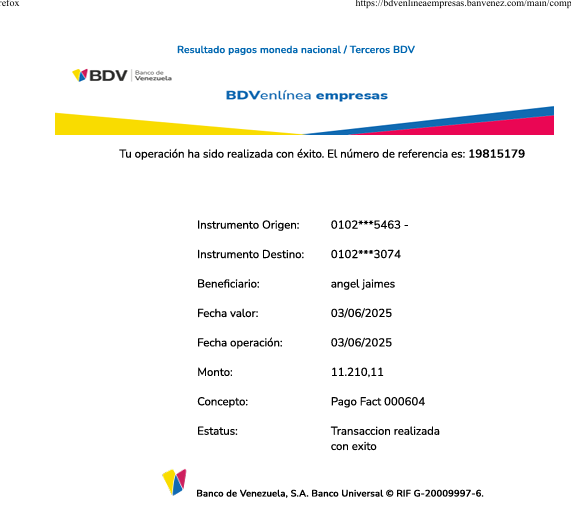 refox https://bdvenlineaempresas.banvenez.com/main/comp
Resultado pagos moneda nacional / Terceros BDV
BDV Banco de Venezuela
BDVenlínea empresas
Tu operación ha sido realizada con éxito. El número de referencia es: 19815179
Instrumento Origen: 0102***5463 -
Instrumento Destino: 0102***3074
Beneficiario: angel jaimes
Fecha valor: 03/06/2025
Fecha operación: 03/06/2025
Monto: 11.210,11
Concepto: Pago Fact 000604
Estatus: Transaccion realizada
con exito
Banco de Venezuela, S.A. Banco Universal © RIF G-20009997-6.